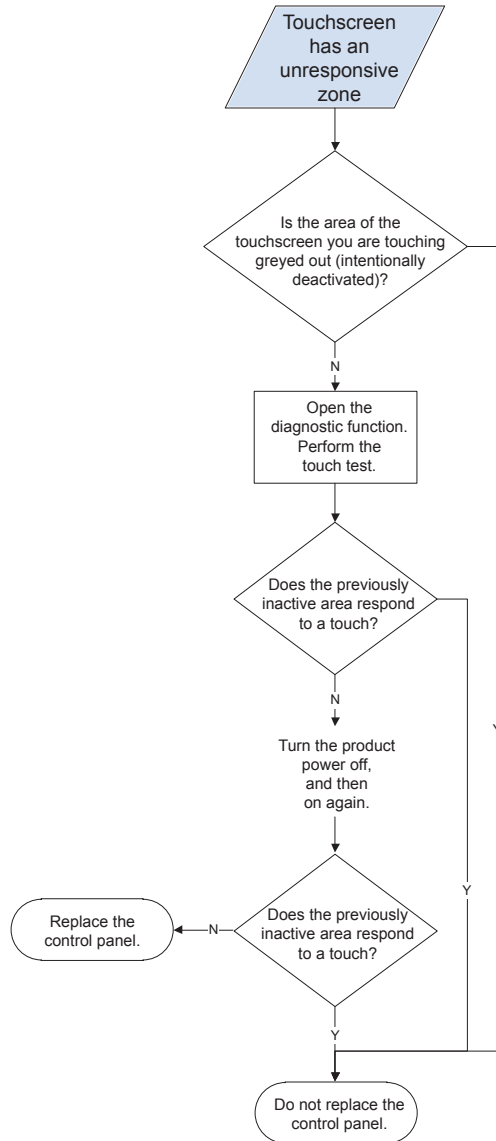 Touchscreen
has an
unresponsive
zone
Is the area of the
touchscreen you are touching
greyed out (intentionally
deactivated)?
N
Open the
diagnostic function.
Perform the
touch test.
Does the previously
inactive area respond
to a touch?
N
Y
Turn the product
power off,
and then
on again.
Y
Does the previously
inactive area respond
to a touch?
N
Replace the
control panel.
Y
Do not replace the
control panel.